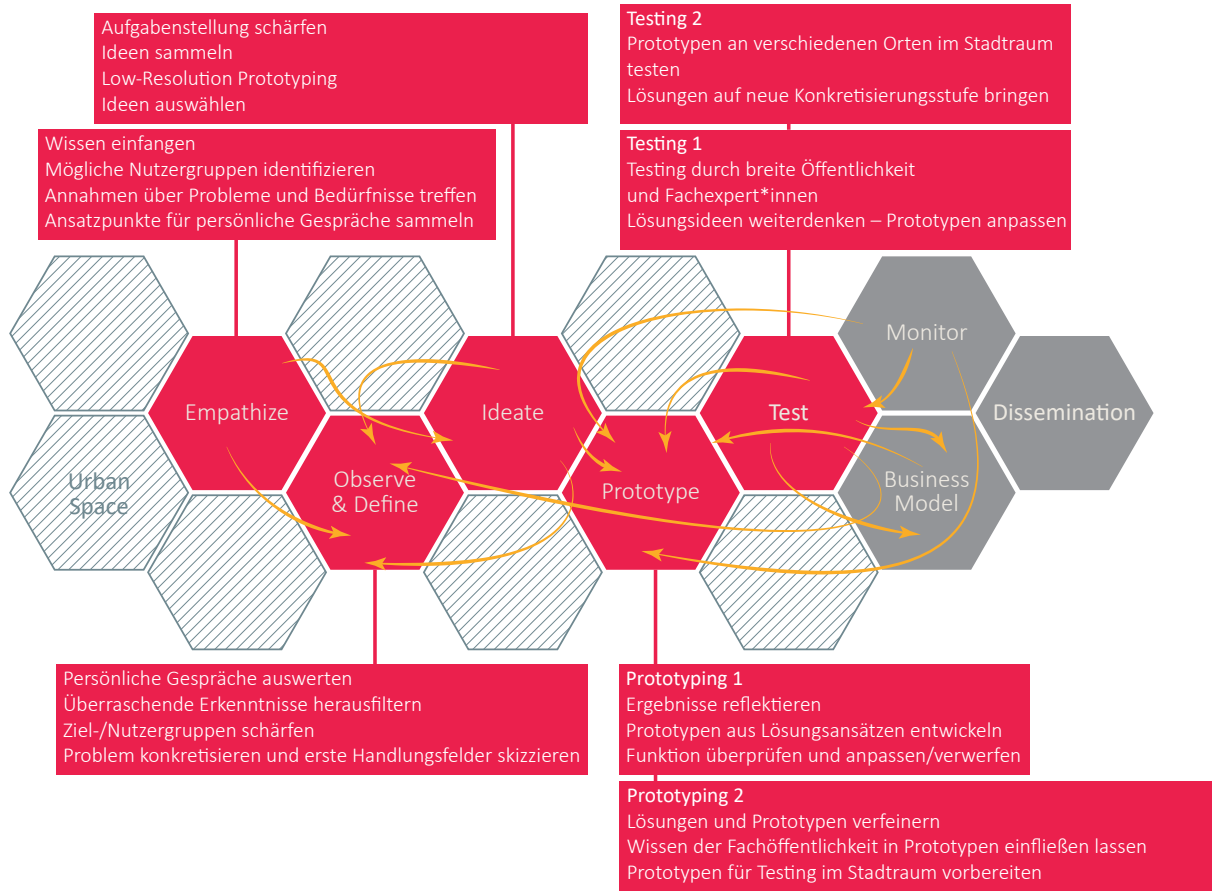 Aufgabenstellung schärfen
Ideen sammeln
Low-Resolution Prototyping
Ideen auswählen
Testing 2
Prototypen an verschiedenen Orten im Stadtraum
testen
Lösungen auf neue Konkretisierungsstufe bringen
Wissen einfangen
Mögliche Nutzergruppen identifizieren
Annahmen über Probleme und Bedürfnisse treffen
Ansatzpunkte für persönliche Gespräche sammeln
Testing 1
Testing durch breite Öffentlichkeit
und Fachexpert*innen
Lösungsideen weiterdenken – Prototypen anpassen
Monitor
Empathize
Ideate
Test
Dissemination
Urban
Space
Observe
& Define
Prototype
Business
Model
Persönliche Gespräche auswerten
Überraschende Erkenntnisse herausfiltern
Ziel-/Nutzergruppen schärfen
Problem konkretisieren und erste Handlungsfelder skizzieren
Prototyping 1
Ergebnisse reflektieren
Prototypen aus Lösungsansätzen entwickeln
Funktion überprüfen und anpassen/verwerfen
Prototyping 2
Lösungen und Prototypen verfeinern
Wissen der Fachöffentlichkeit in Prototypen einfließen lassen
Prototypen für Testing im Stadtraum vorbereiten